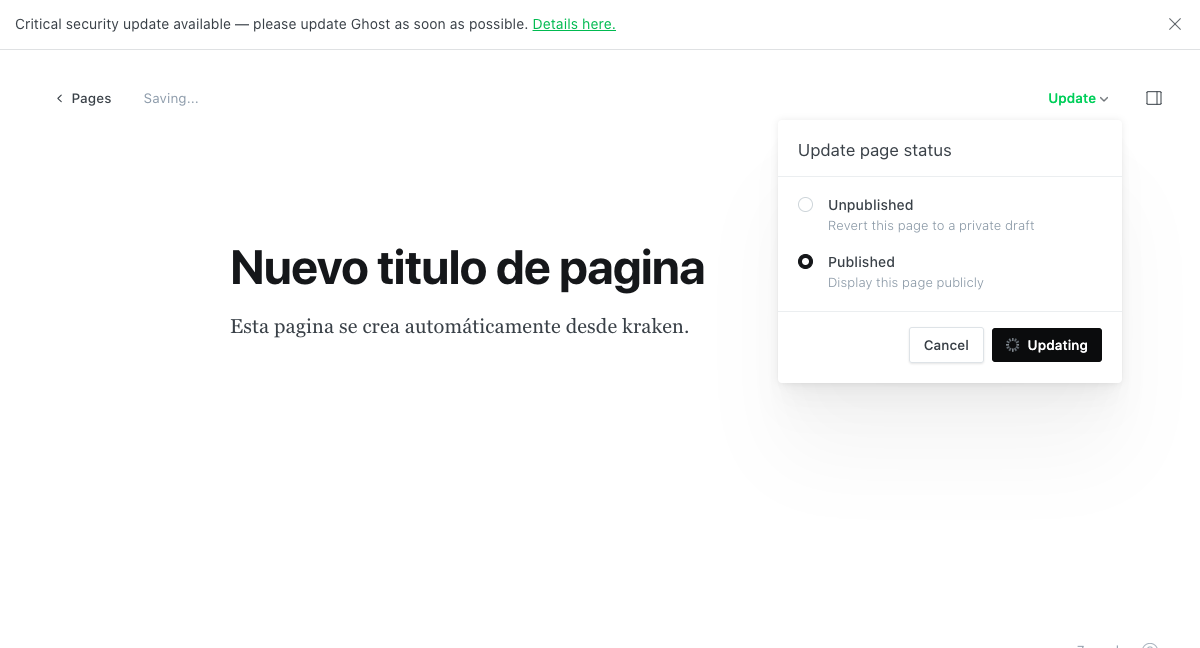 Critical security update available — please update Ghost as soon as possible. Details here.
Pages
Saving...
Update
Update page status
Unpublished
Revert this page to a private draft
Published
Display this page publicly
Cancel
Updating
Nuevo titulo de pagina
Esta pagina se crea automáticamente desde kraken.